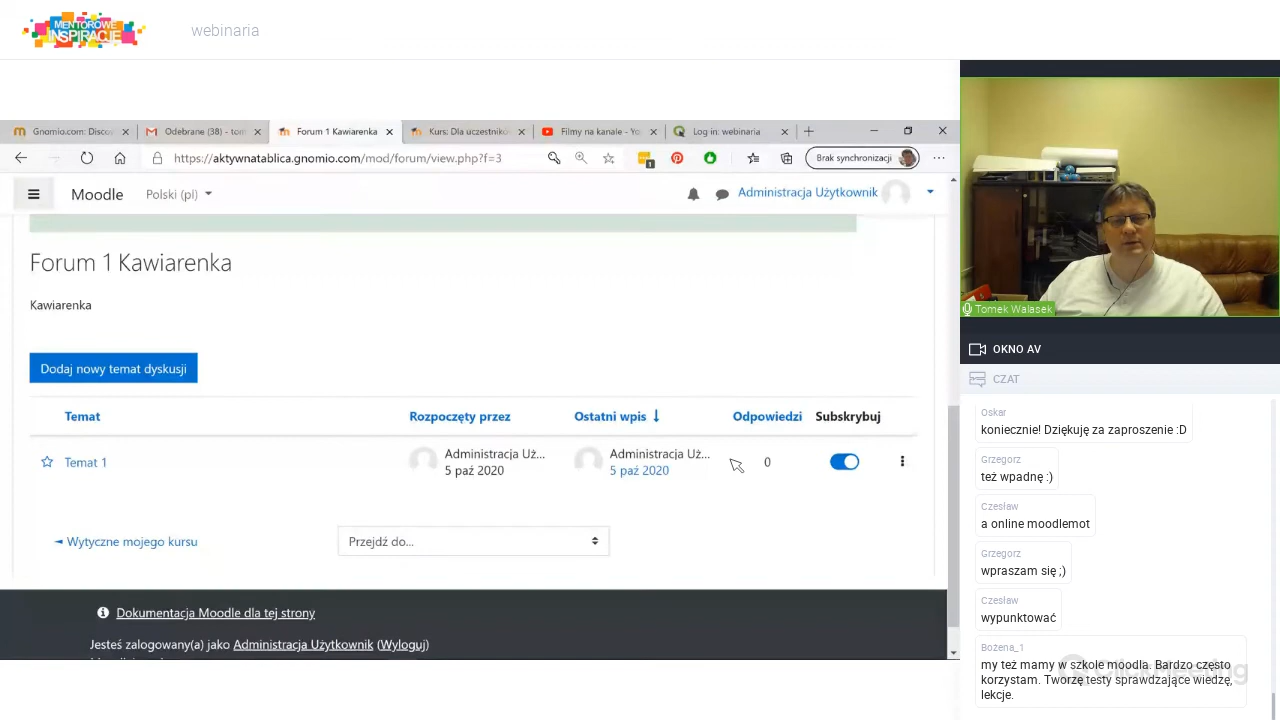 MENTOROWE
INSPIRACJE
webinaria
Gnomio.com: Disco
Odebrane (38) - tom
Forum 1 Kawiarenka
Kurs: Dla uczestnikó
Filmy na kanale - Yo
Log in: webinaria
https://aktywnatablica.gnomio.com/mod/forum/view.php?f=3
1
Brak synchronizacji
Moodle
Polski (pl)
Administracja Użytkownik
Forum 1 Kawiarenka
Kawiarenka
Dodaj nowy temat dyskusji
Temat
Rozpoczęty przez
Ostatni wpis
Odpowiedzi
Subskrybuj
Temat 1
Administracja Uż...
5 paź 2020
Administracja Uż...
5 paź 2020
0
Wytyczne mojego kursu
Przejdź do...
Dokumentacja Moodle dla tej strony
Jesteś zalogowany(a) jako Administracja Użytkownik (Wyloguj)
Tomek Walasek
OKNO AV
CZAT
Oskar
koniecznie! Dziękuję za zaproszenie :D
Grzegorz
też wpadnę :)
Czesław
a online moodlemot
Grzegorz
wpraszam się ;)
Czesław
wypunktować
Bożena_1
my też mamy w szkole moodla. Bardzo często
korzystam. Tworzę testy sprawdzające wiedzę,
lekcje.
ClickMeeting